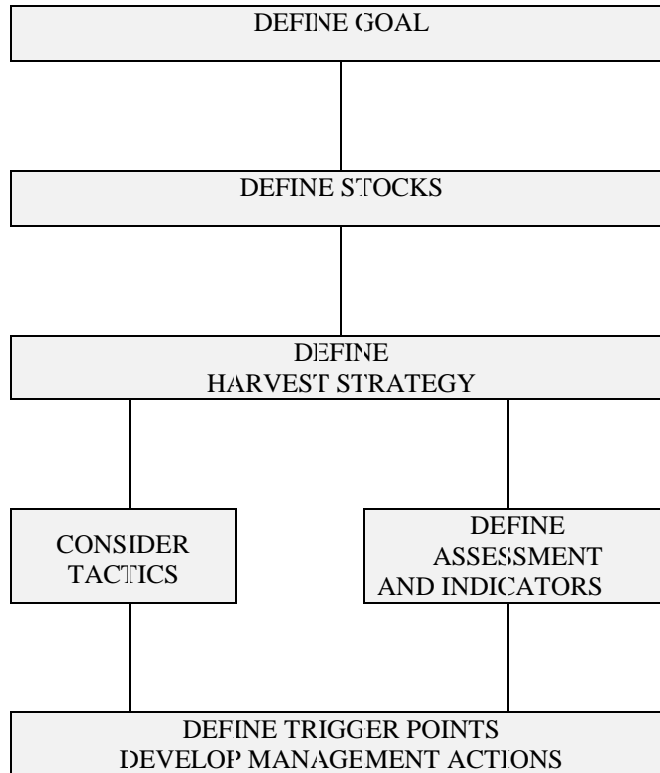 DEFINE GOAL
DEFINE STOCKS
DEFINE
HARVEST STRATEGY
CONSIDER
TACTICS
DEFINE
ASSESSMENT
AND INDICATORS
DEFINE TRIGGER POINTS
DEVELOP MANAGEMENT ACTIONS